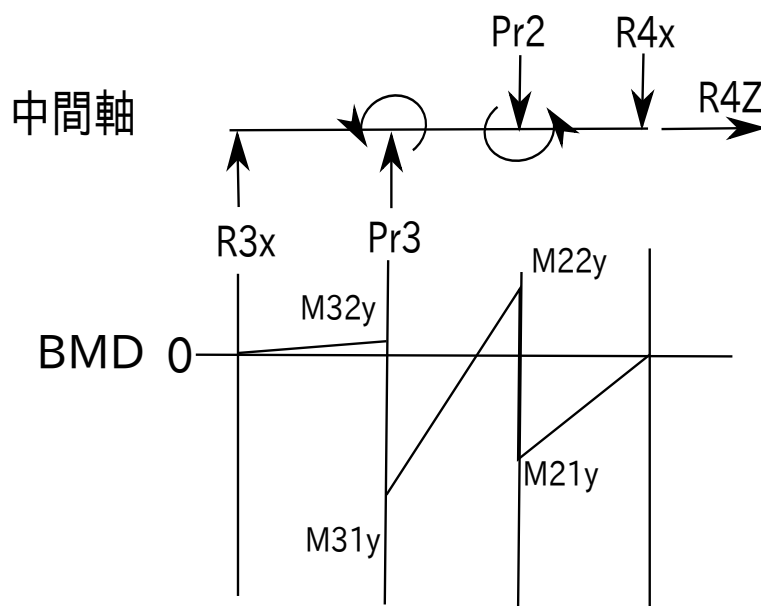 Pr2
R4x
R4Z
中間軸
R3x
Pr3
M22y
M32y
BMD 0
M21y
M31y